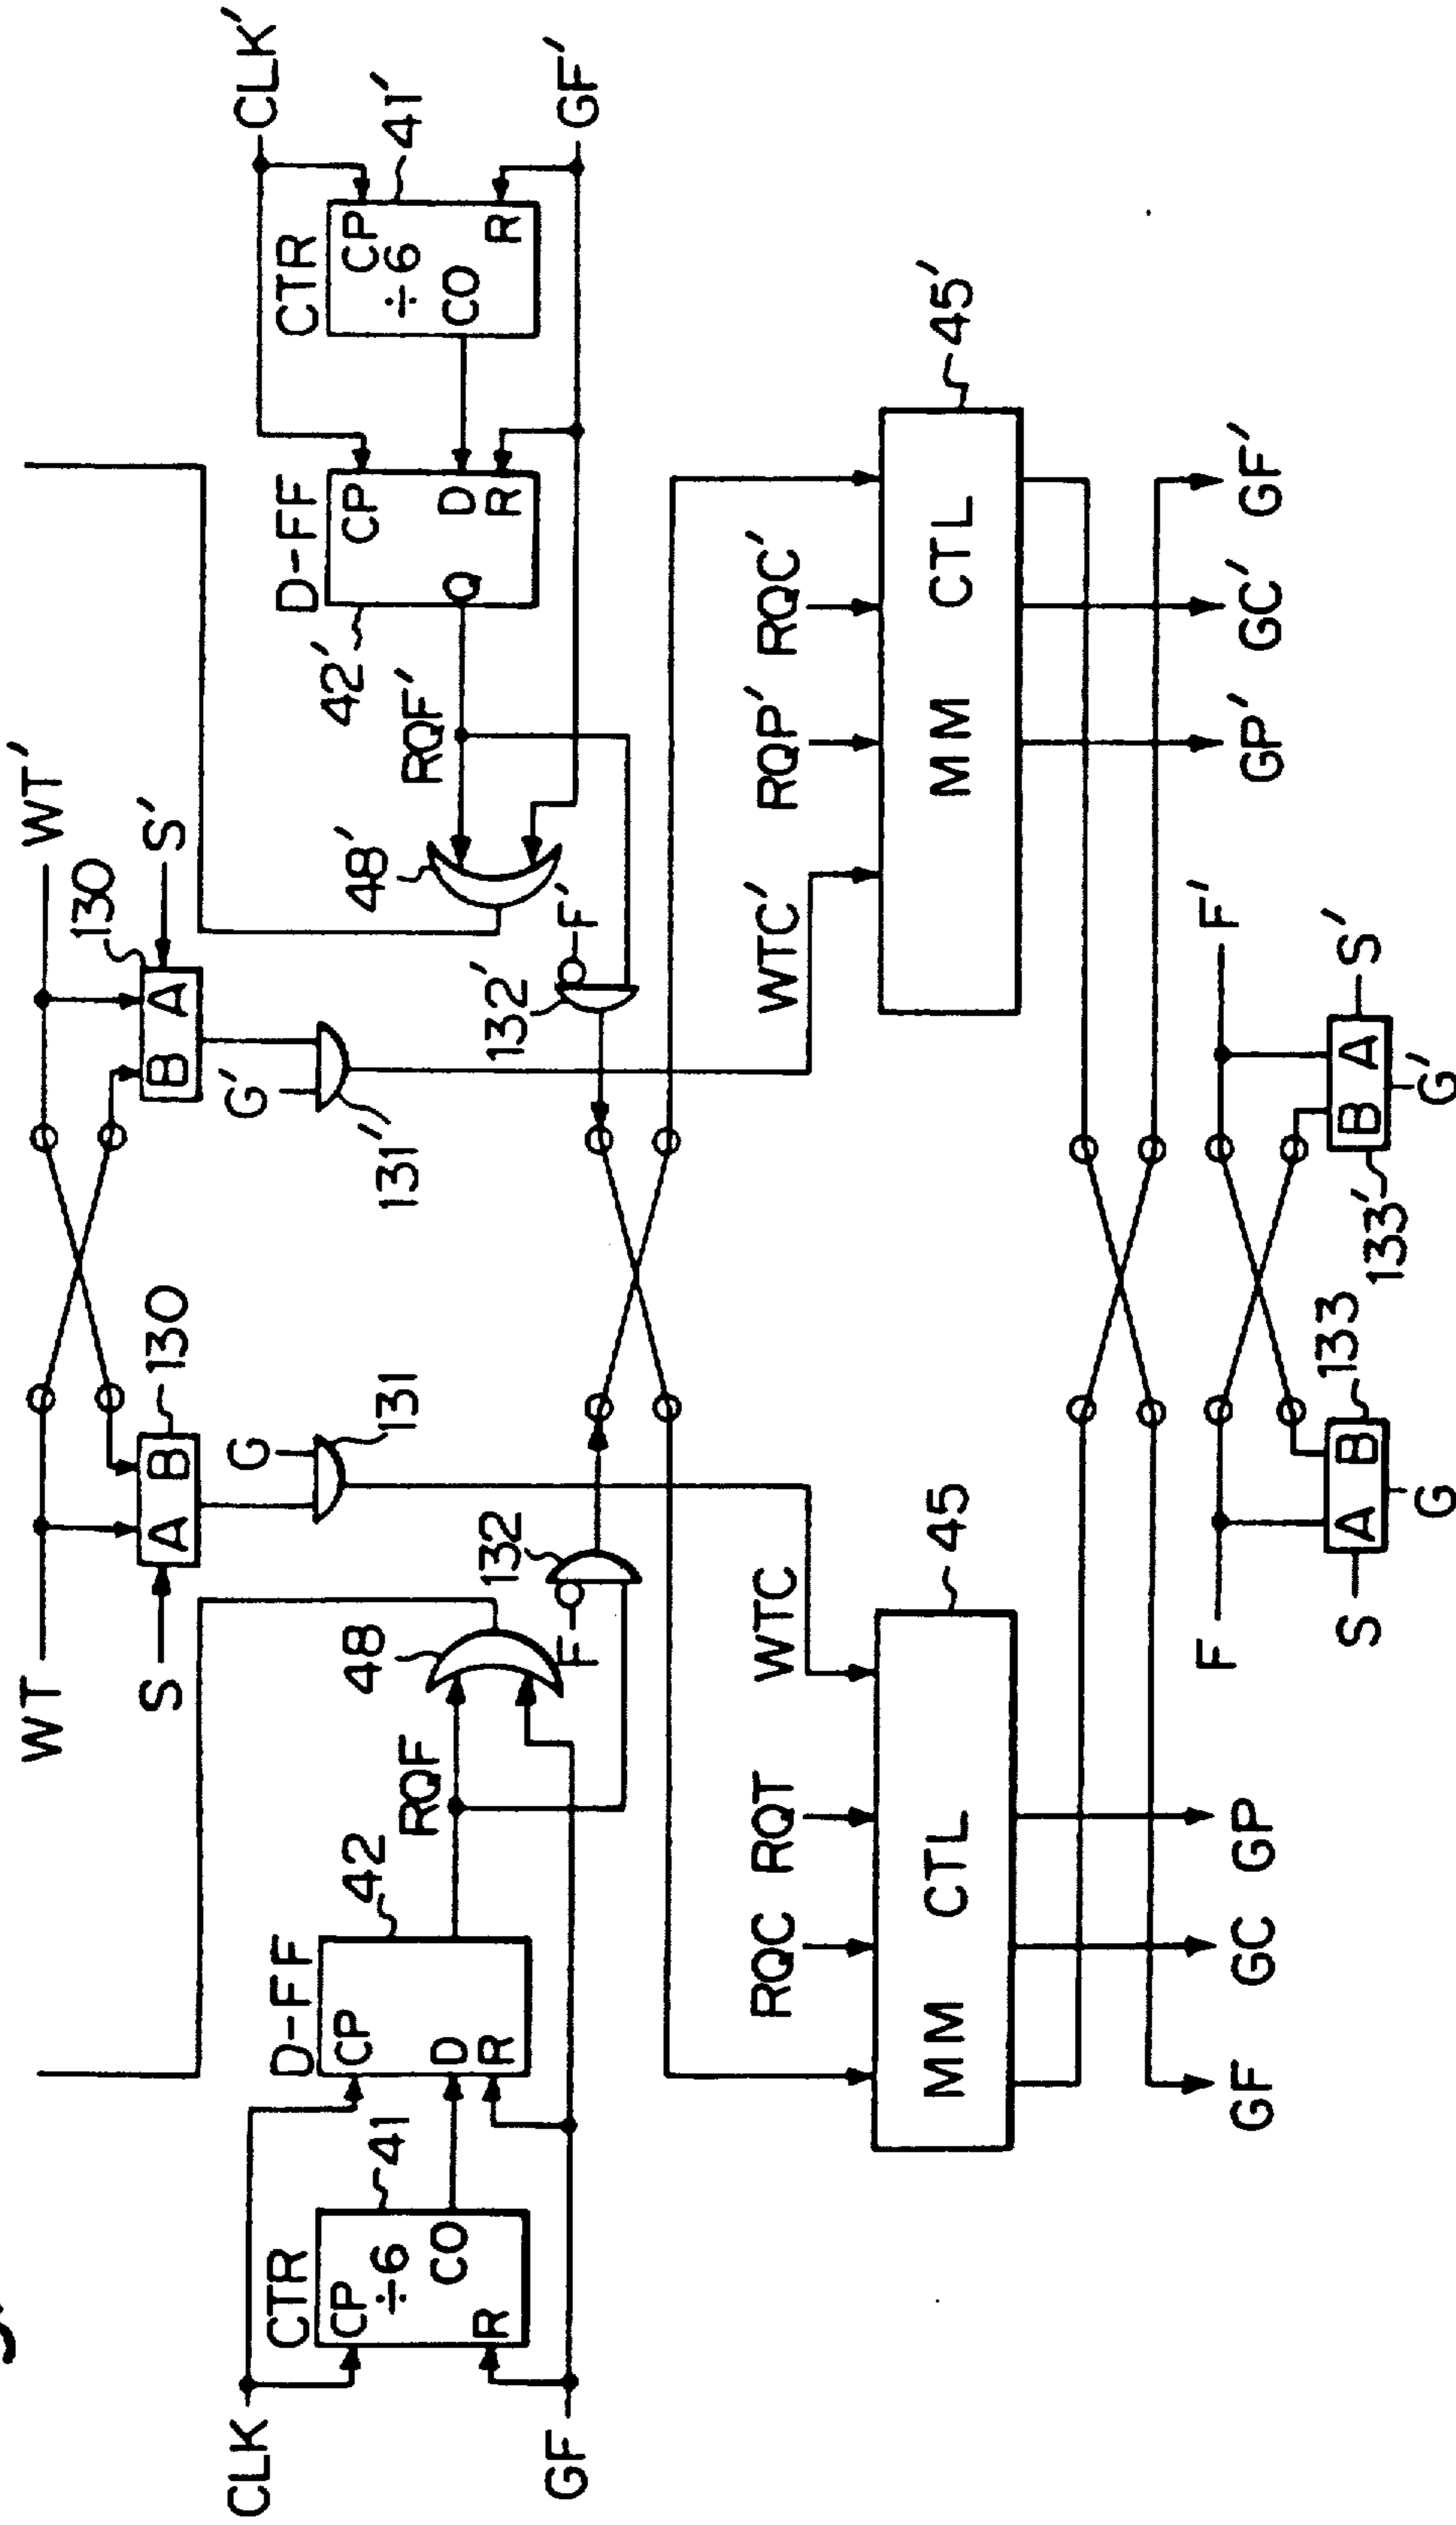 WT
WT'
S
A B
130
B A
130
S'
G
131
G'
131''
CLK
CTR
CP
÷6
CO
R
41
D-FF
CP
D
R
42
RQF
48
F
132
GF
CLK'
CTR
CP
÷6
CO
R
41'
D-FF
CP
D
R
Q
42'
RQF'
48'
F'
132'
GF'
RQC RQT WTC
MM CTL
45
GF GC GP
WTC' RQP' RQC'
MM CTL
45'
GP' GC' GF'
F
S
A B
133
G
F'
B A
133'
S'
G'